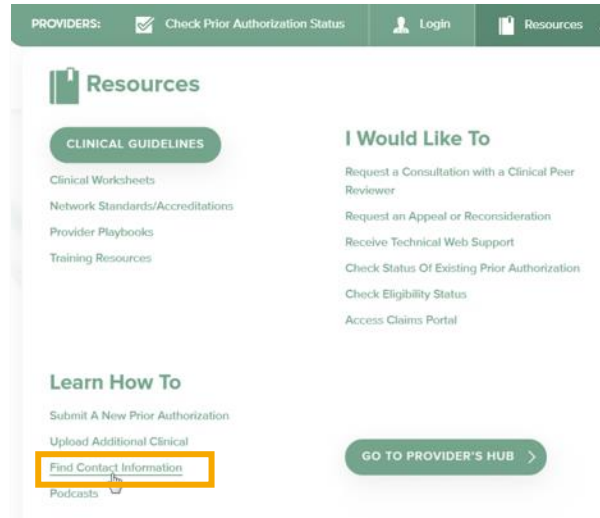 PROVIDERS: Check Prior Authorization Status Login Resources
Resources
CLINICAL GUIDELINES
Clinical Worksheets
Network Standards/Accreditations
Provider Playbooks
Training Resources
I Would Like To
Request a Consultation with a Clinical Peer
Reviewer
Request an Appeal or Reconsideration
Receive Technical Web Support
Check Status Of Existing Prior Authorization
Check Eligibility Status
Access Claims Portal
Learn How To
Submit A New Prior Authorization
Upload Additional Clinical
Find Contact Information
Podcasts
GO TO PROVIDER'S HUB